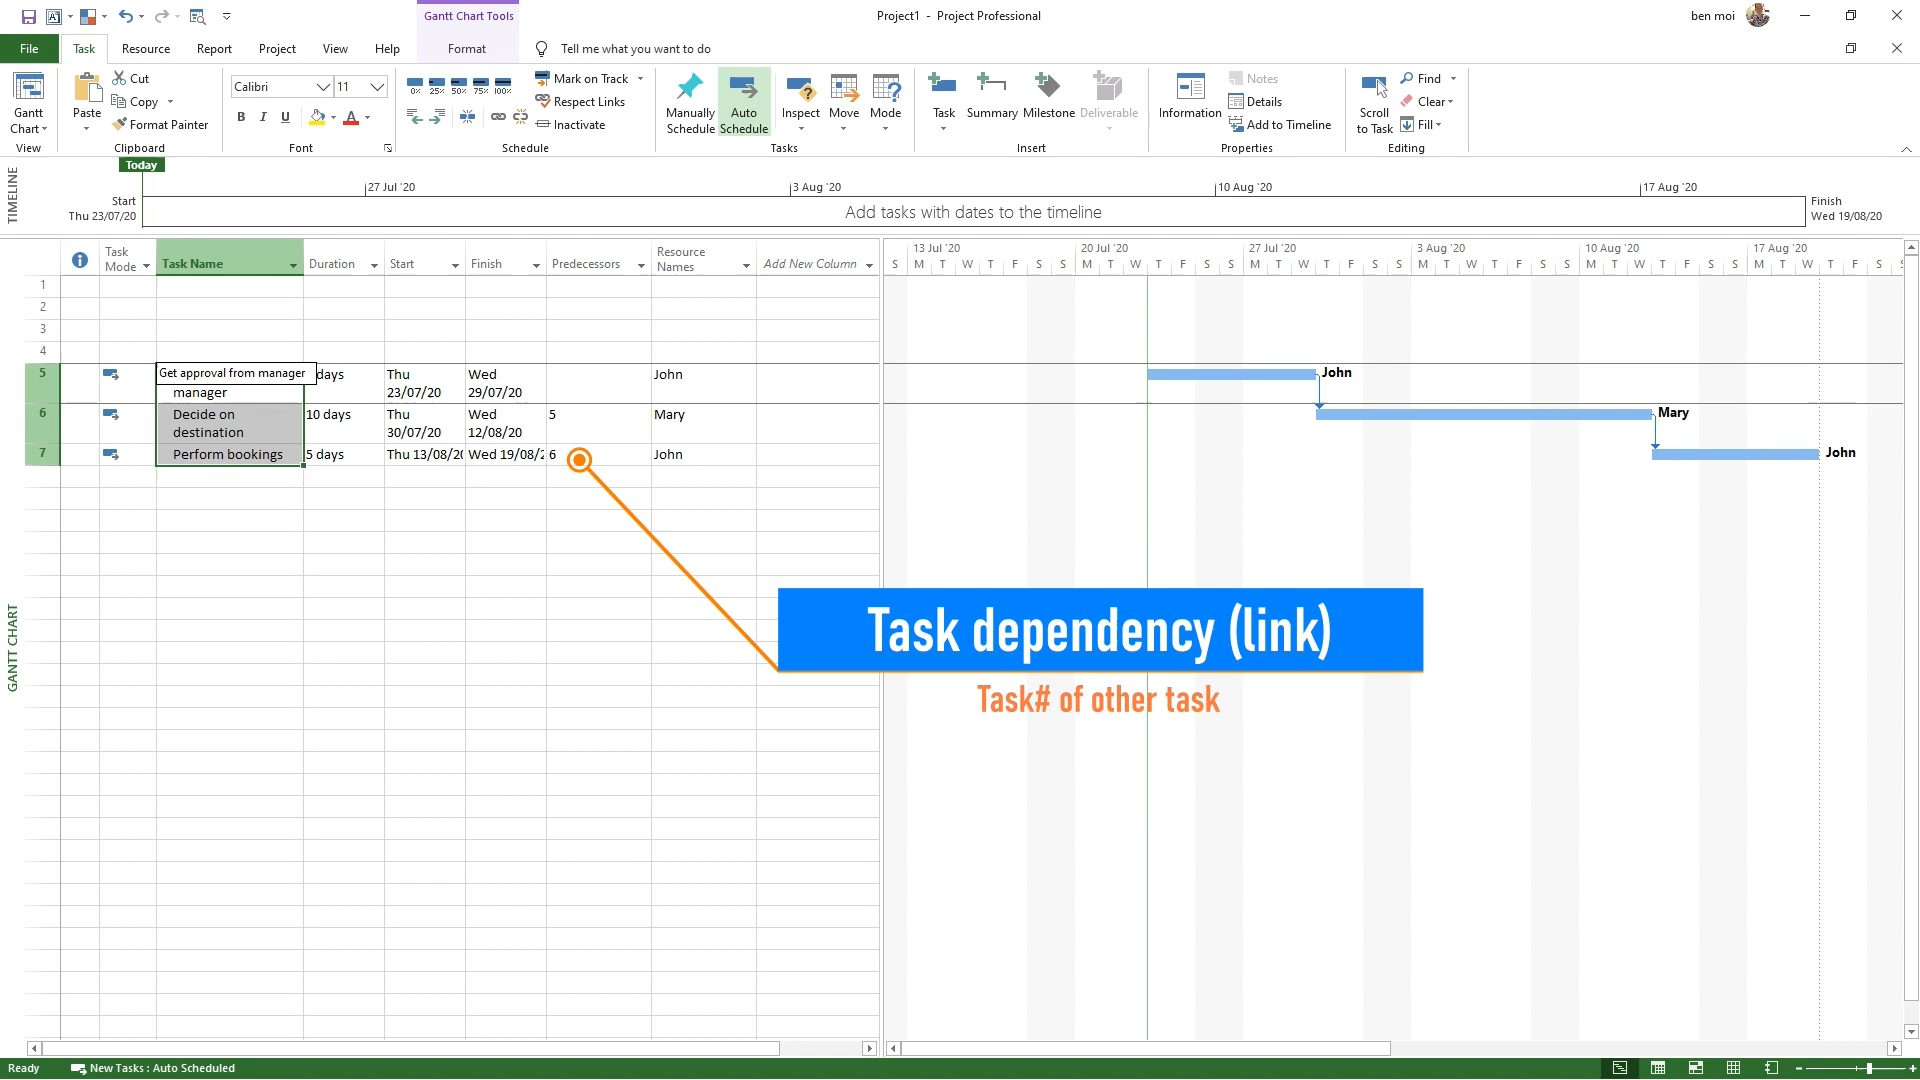 Gantt Chart Tools
Project1 - Project Professional
ben moi
File
Task
Resource
Report
Project
View
Help
Format
Tell me what you want to do
Gantt
Chart
View
Paste
Cut
Copy
Format Painter
Clipboard
Calibri
11
B
I
U
A
Font
0%
25%
50%
75%
100%
Mark on Track
Respect Links
Inactivate
Schedule
Manually
Schedule
Auto
Schedule
Inspect
Move
Mode
Tasks
Task
Summary
Milestone
Deliverable
Insert
Information
Notes
Details
Add to Timeline
Properties
Scroll
to Task
Find
Clear
Fill
Editing
TIMELINE
Today
Start
Thu 23/07/20
27 Jul '20
3 Aug '20
10 Aug '20
17 Aug '20
Add tasks with dates to the timeline
Finish
Wed 19/08/20
Task
Mode
Task Name
Duration
Start
Finish
Predecessors
Resource
Names
Add New Column
13 Jul '20
20 Jul '20
27 Jul '20
3 Aug '20
10 Aug '20
17 Aug '20
S M T W T F S S M T W T F S S M T W T F S S M T W T F S S M T W T F S S M T W T F S
1
2
3
4
5
Get approval from manager
manager
days
Thu
23/07/20
Wed
29/07/20
John
John
6
Decide on
destination
10 days
Thu
30/07/20
Wed
12/08/20
5
Mary
Mary
7
Perform bookings
5 days
Thu 13/08/20
Wed 19/08/2
6
John
John
Task dependency (link)
Task# of other task
GANTT CHART
Ready
New Tasks : Auto Scheduled